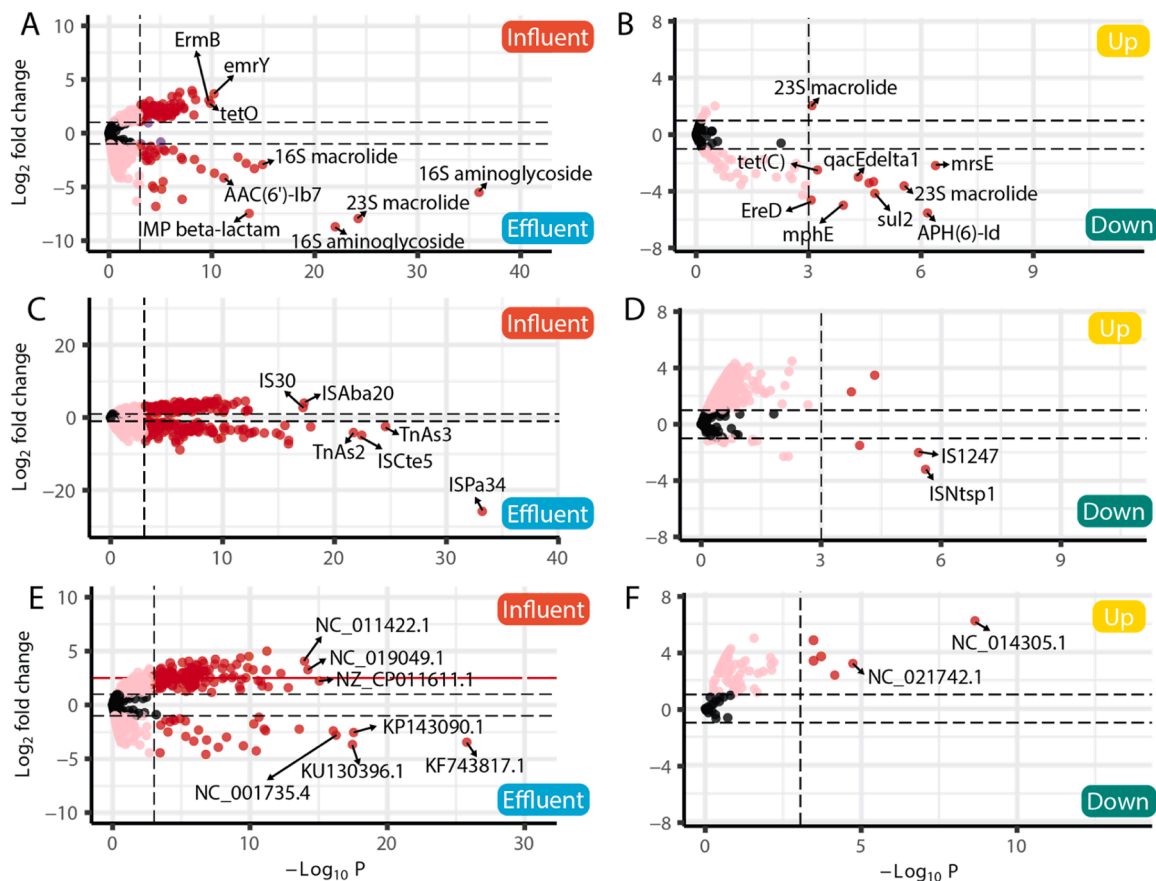 A
10
5
0
−5
−10
Log2 fold change
ErmB
emrY
tetO
16S macrolide
AC(6')-Ib7
IMP beta-lactam
23S macrolide
16S aminoglycoside
16S aminoglycoside
Influent
Effluent
0
10
20
30
40
B
8
4
0
−4
−8
23S macrolide
tet(C)
qacEdelta1
mrsE
EreD
mphE
sul2
23S macrolide
APH(6)-Id
Up
Down
0
3
6
9
C
20
0
−20
Log2 fold change
IS30
ISAba20
TnAs3
TnAs2
ISCte5
ISPa34
Influent
Effluent
0
10
20
30
40
D
8
4
0
−4
−8
IS1247
ISNtsp1
Up
Down
0
3
6
9
E
10
5
0
−5
−10
Log2 fold change
NC_011422.1
NC_019049.1
NZ_CP011611.1
KP143090.1
KU130396.1
KF743817.1
NC_001735.4
Influent
Effluent
0
10
20
30
−Log10 P
F
8
4
0
−4
−8
NC_014305.1
NC_021742.1
Up
Down
0
5
10
−Log10 P